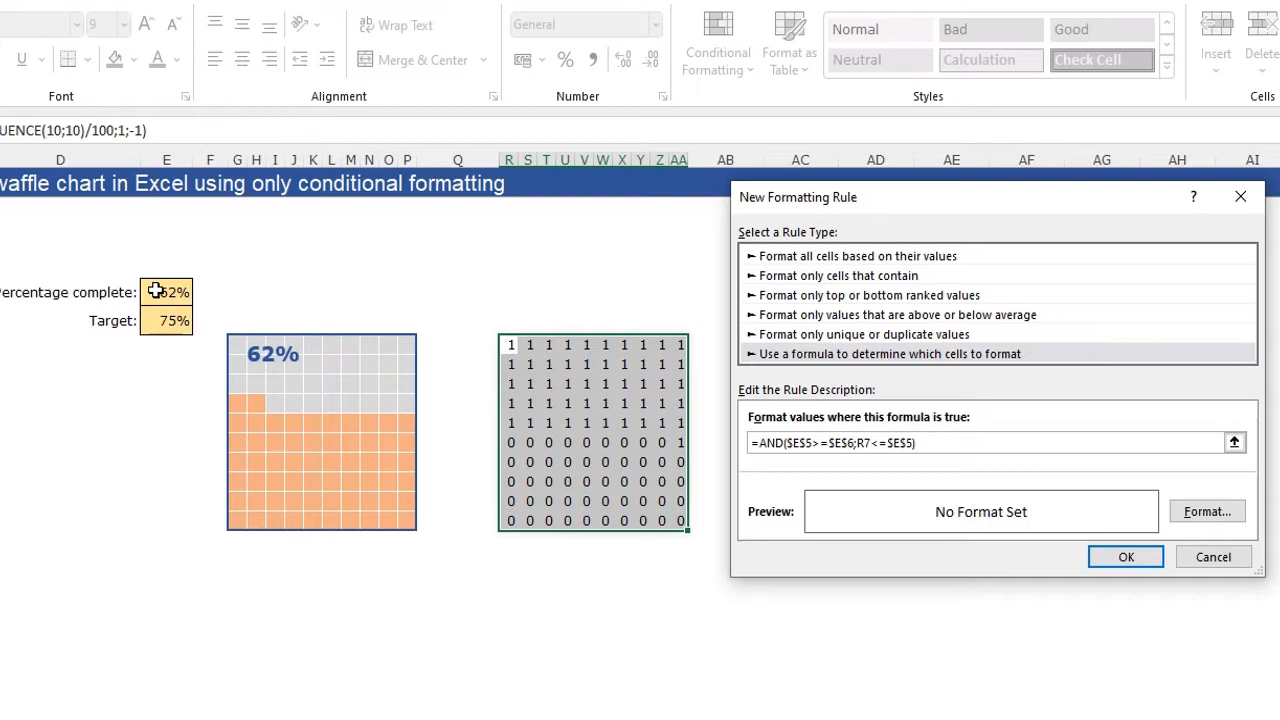 9 A^ A˅ Wrap Text General Normal Bad Good
U A Merge & Center % Conditional Formatting Format as Table Neutral Calculation Check Cell Insert Delete
Font Alignment Number Styles Cells
UENCE(10;10)/100;1;-1)
D E F G H I J K L M N O P Q R S T U V W X Y Z AA AB AC AD AE AF AG AH AI
waffle chart in Excel using only conditional formatting
New Formatting Rule ?
Select a Rule Type:
► Format all cells based on their values
► Format only cells that contain
► Format only top or bottom ranked values
► Format only values that are above or below average
► Format only unique or duplicate values
► Use a formula to determine which cells to format
Edit the Rule Description:
Format values where this formula is true:
=AND($E$5>=$E$6;R7<=$E$5)
Preview: No Format Set Format...
OK Cancel
Percentage complete: 62%
Target: 75%
62%
1 1 1 1 1 1 1 1 1 1
1 1 1 1 1 1 1 1 1 1
1 1 1 1 1 1 1 1 1 1
1 1 1 1 1 1 1 1 1 1
1 1 1 1 1 1 1 1 1 1
0 0 0 0 0 0 0 0 0 1
0 0 0 0 0 0 0 0 0 0
0 0 0 0 0 0 0 0 0 0
0 0 0 0 0 0 0 0 0 0
0 0 0 0 0 0 0 0 0 0